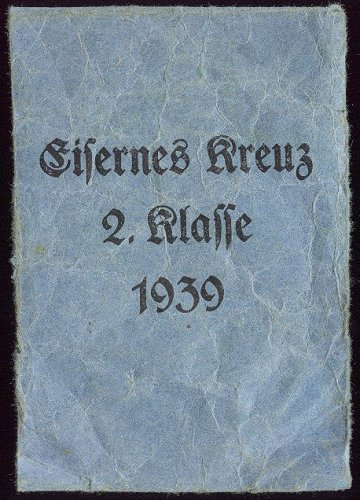 Eisernes Kreuz
2. Klasse
1939